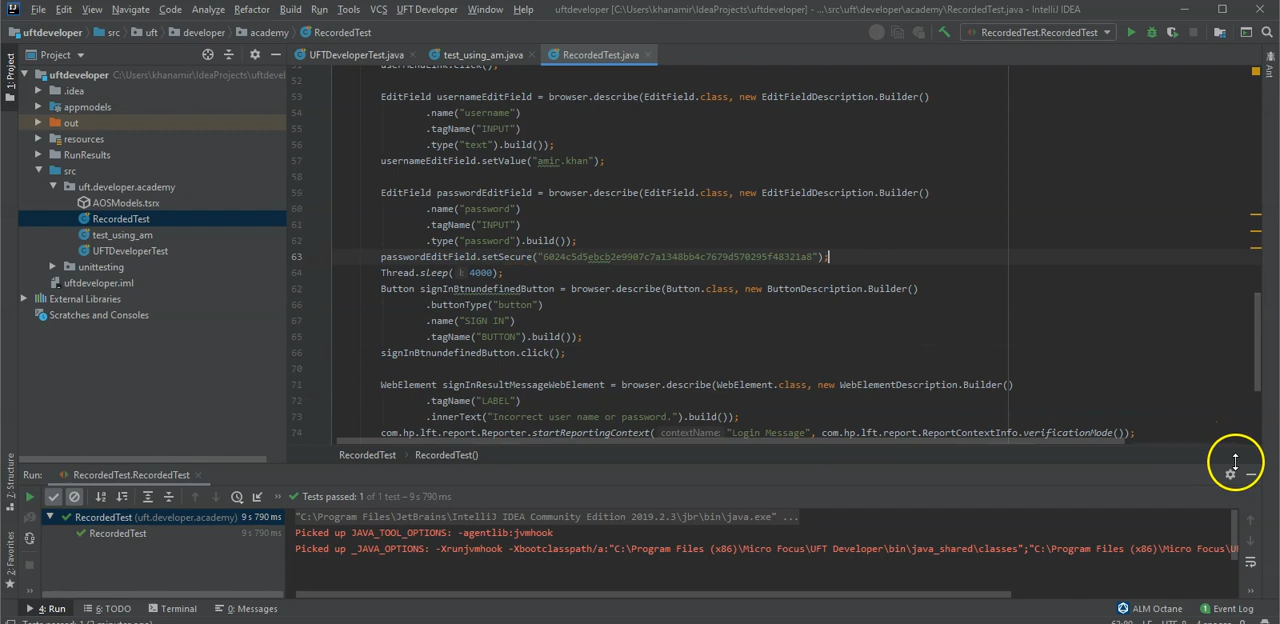 File Edit View Navigate Code Analyze Refactor Build Run Tools VCS UFT Developer Window Help uftdeveloper [C:\Users\khanamir\IdeaProjects\uftdeveloper] - ...\src\uft\developer\academy\RecordedTest.java - IntelliJ IDEA
uftdeveloper src uft developer academy RecordedTest RecordedTest.RecordedTest
Project UFTDeveloperTest.java test_using_am.java RecordedTest.java
1: Project
Ant
uftdeveloper C:\Users\khanamir\IdeaProjects\uftdevel
.idea
appmodels
out
resources
RunResults
src
uft.developer.academy
AOSModels.tsrx
RecordedTest
test_using_am
UFTDeveloperTest
unittesting
uftdeveloper.iml
External Libraries
Scratches and Consoles
52
53 EditField usernameEditField = browser.describe(EditField.class, new EditFieldDescription.Builder()
54 .name("username")
55 .tagName("INPUT")
56 .type("text").build());
57 usernameEditField.setValue("amir.khan");
58
59 EditField passwordEditField = browser.describe(EditField.class, new EditFieldDescription.Builder()
60 .name("password")
61 .tagName("INPUT")
62 .type("password").build());
63 passwordEditField.setSecure("6024c5d5ebcb2e9907c7a1348bb4c7679d570295f48321a8");
64 Thread.sleep( l: 4000);
62 Button signInBtnundefinedButton = browser.describe(Button.class, new ButtonDescription.Builder()
66 .buttonType("button")
67 .name("SIGN IN")
65 .tagName("BUTTON").build());
66 signInBtnundefinedButton.click();
70
71 WebElement signInResultMessageWebElement = browser.describe(WebElement.class, new WebElementDescription.Builder()
72 .tagName("LABEL")
73 .innerText("Incorrect user name or password.").build());
74 com.hp.lft.report.Reporter.startReportingContext( contextName: "Login Message", com.hp.lft.report.ReportContextInfo.verificationMode());
RecordedTest RecordedTest()
Z: Structure
2: Favorites
Run: RecordedTest.RecordedTest
Tests passed: 1 of 1 test – 9 s 790 ms
RecordedTest (uft.developer.academy) 9 s 790 ms
RecordedTest 9 s 790 ms
"C:\Program Files\JetBrains\IntelliJ IDEA Community Edition 2019.2.3\jbr\bin\java.exe" ...
Picked up JAVA_TOOL_OPTIONS: -agentlib:jvmhook
Picked up _JAVA_OPTIONS: -Xrunjvmhook -Xbootclasspath/a:"C:\Program Files (x86)\Micro Focus\UFT Developer\bin\java_shared\classes";"C:\Program Files (x86)\Micro Focus\U
4: Run 6: TODO Terminal 0: Messages ALM Octane 1 Event Log